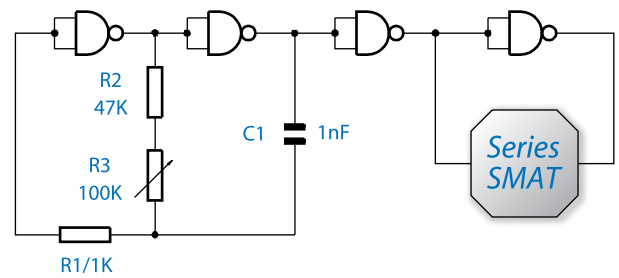 R2
47K
C1
1nF
R3
100K
Series
SMAT
R1/1K